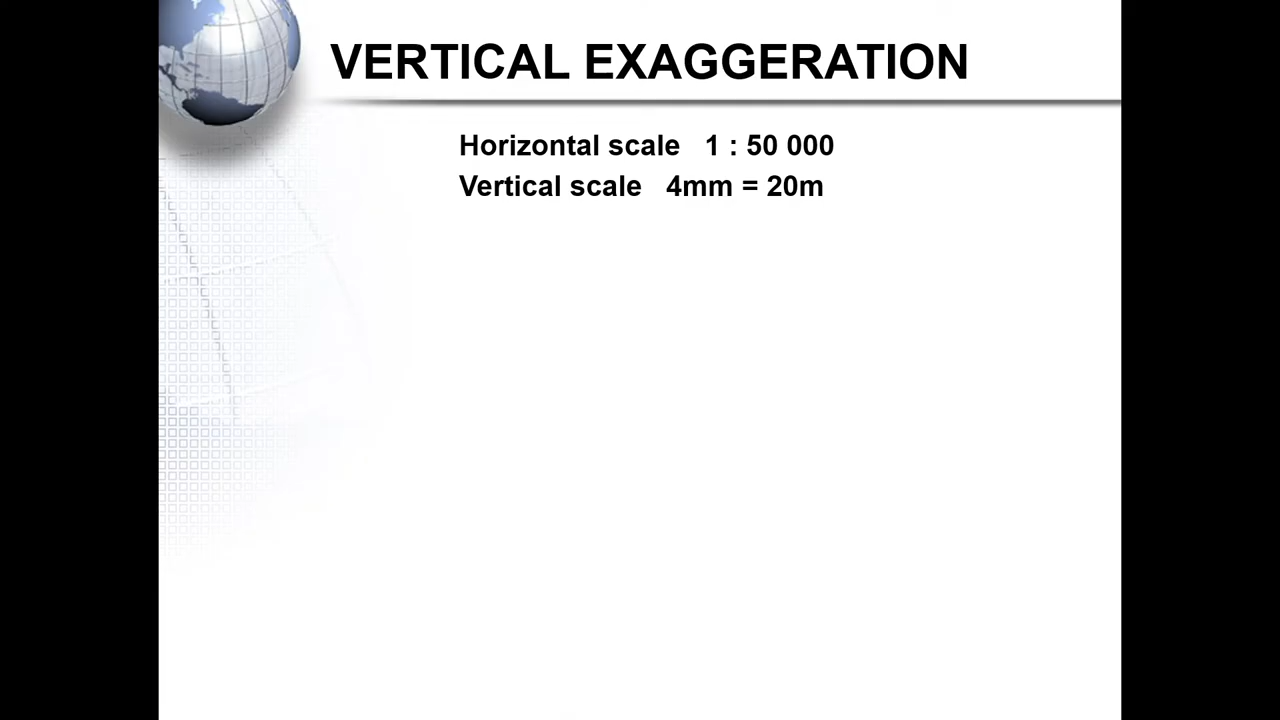 VERTICAL EXAGGERATION
Horizontal scale 1 : 50 000
Vertical scale 4mm = 20m